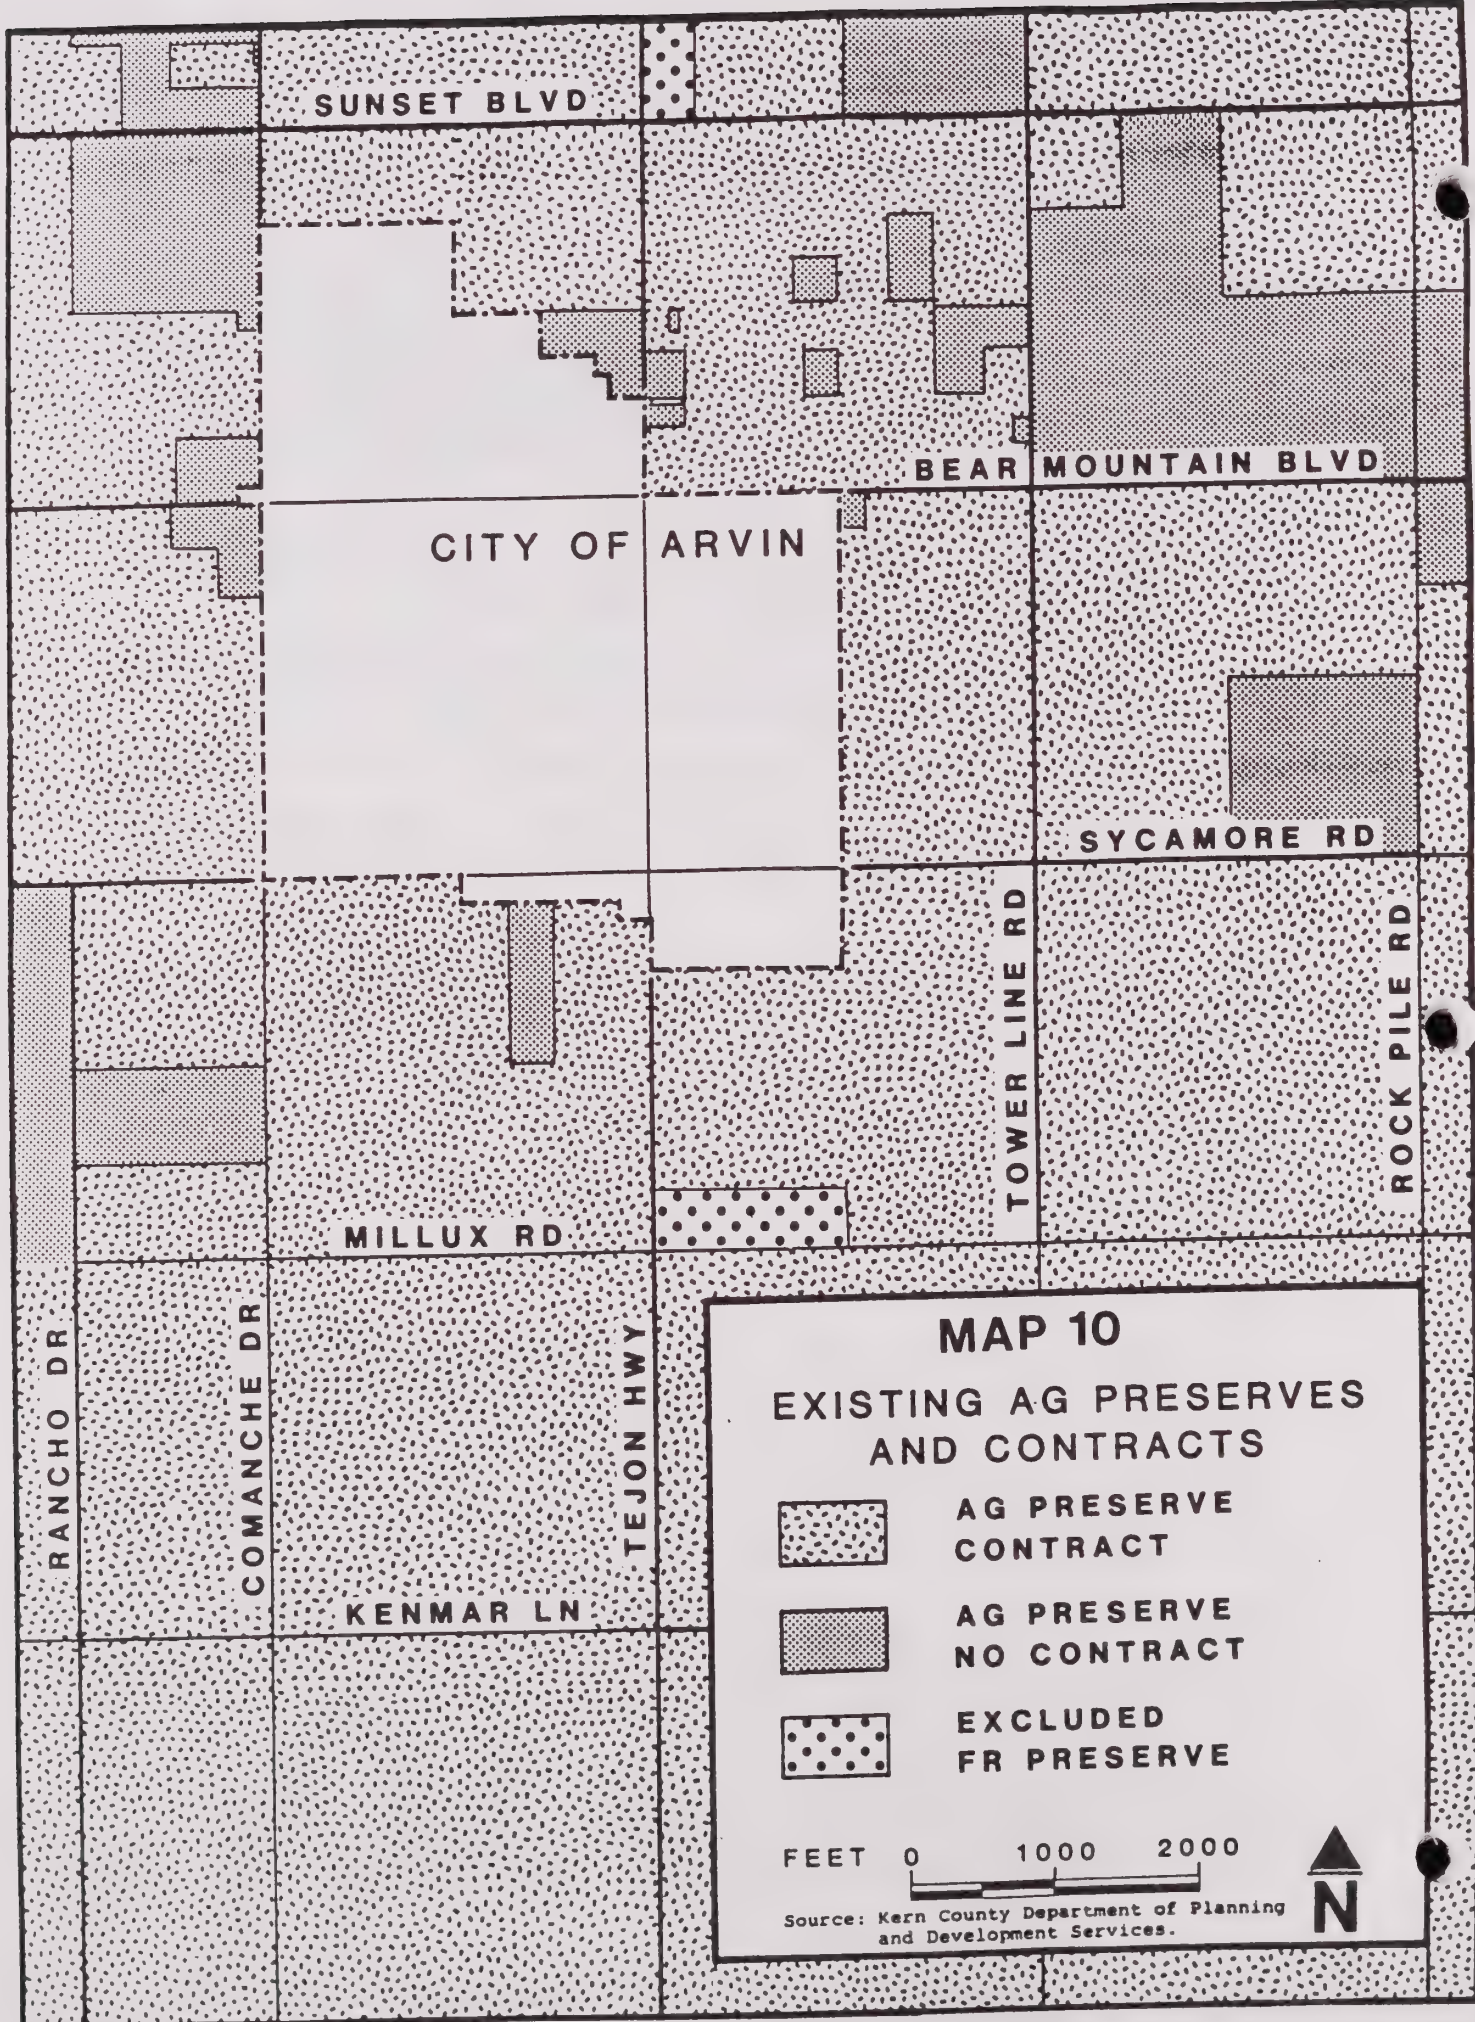 SUNSET BLVD
BEAR MOUNTAIN BLVD
CITY OF ARVIN
SYCAMORE RD
TOWER LINE RD
ROCK PILE RD
MILLUX RD
RANCHO DR
COMANCHE DR
TEJON HWY
KENMAR LN
MAP 10
EXISTING AG PRESERVES
AND CONTRACTS
AG PRESERVE
CONTRACT
AG PRESERVE
NO CONTRACT
EXCLUDED
FR PRESERVE
FEET 0 1000 2000
N
Source: Kern County Department of Planning
and Development Services.